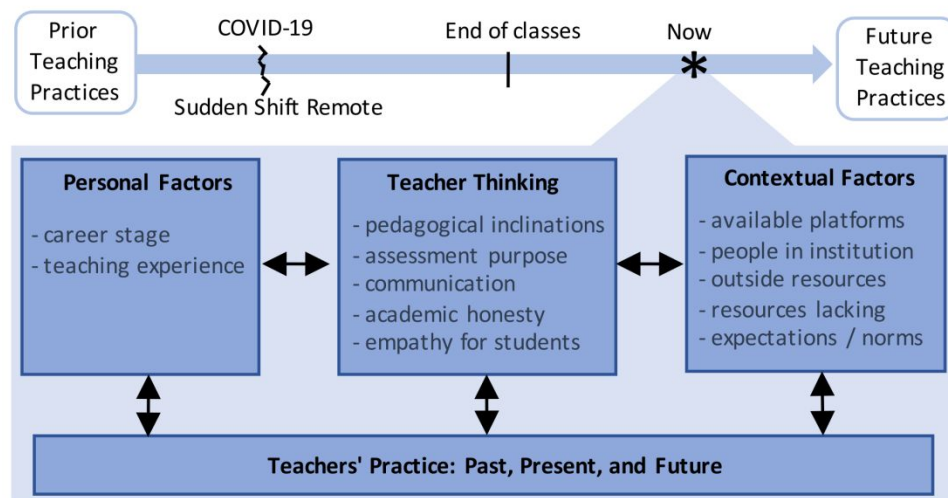 Prior
Teaching
Practices
COVID-19
Sudden Shift Remote
End of classes
Now
*
Future
Teaching
Practices
Personal Factors
- career stage
- teaching experience
Teacher Thinking
- pedagogical inclinations
- assessment purpose
- communication
- academic honesty
- empathy for students
Contextual Factors
- available platforms
- people in institution
- outside resources
- resources lacking
- expectations / norms
Teachers' Practice: Past, Present, and Future